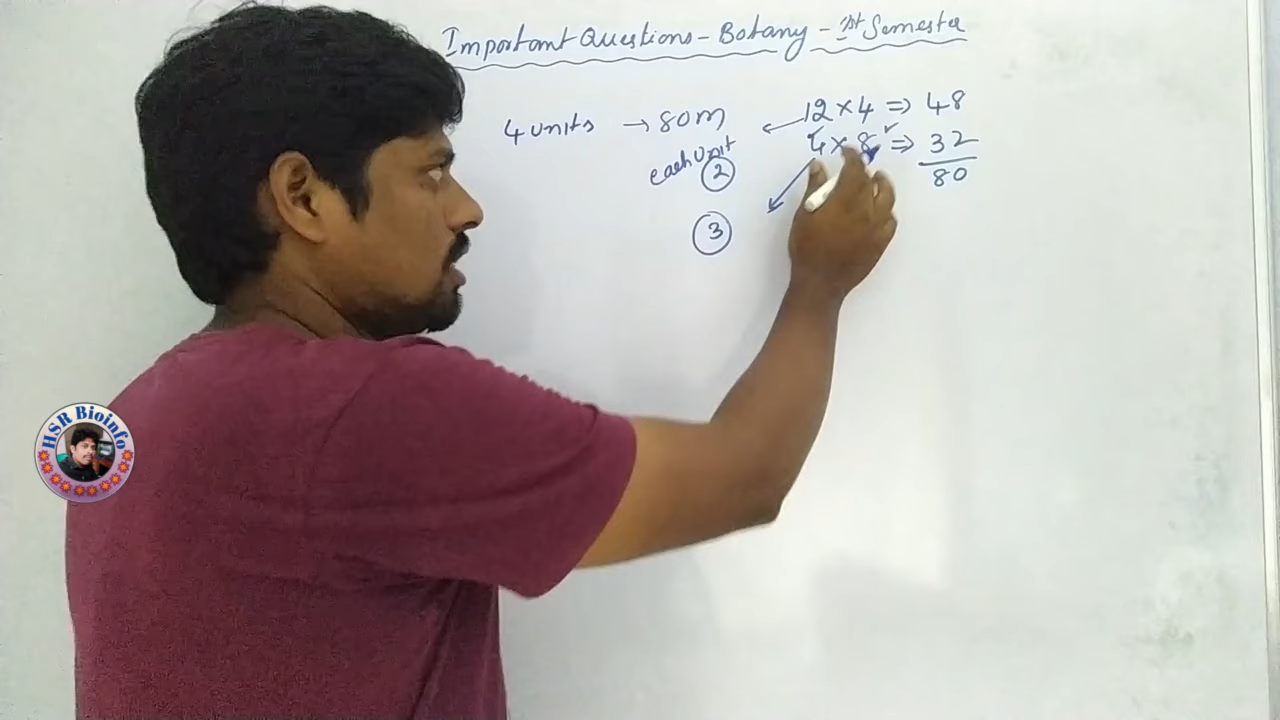 Important Questions - Botany - 1st Semester
4 units → 80m ← 12 × 4 ⇒ 48
4 × 8 ✓ ⇒ 32
80
each Unit
2
3
HSR Bioinfo